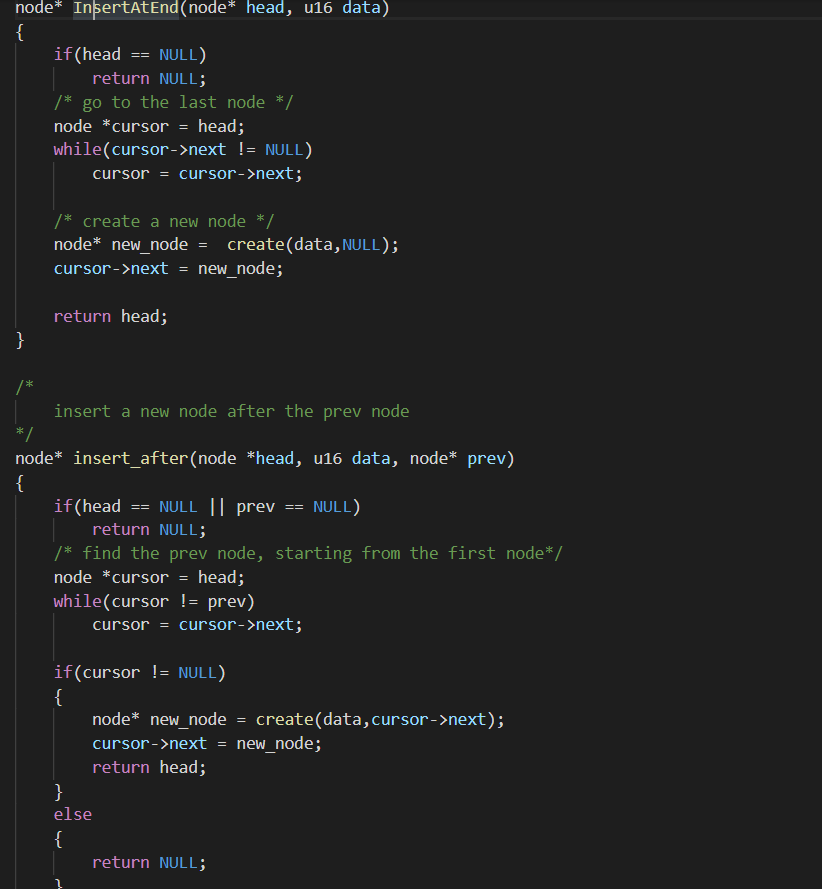 node* InsertAtEnd(node* head, u16 data)
{
    if(head == NULL)
        return NULL;
    /* go to the last node */
    node *cursor = head;
    while(cursor->next != NULL)
        cursor = cursor->next;

    /* create a new node */
    node* new_node =  create(data,NULL);
    cursor->next = new_node;

    return head;
}

/*
    insert a new node after the prev node
*/
node* insert_after(node *head, u16 data, node* prev)
{
    if(head == NULL || prev == NULL)
        return NULL;
    /* find the prev node, starting from the first node*/
    node *cursor = head;
    while(cursor != prev)
        cursor = cursor->next;

    if(cursor != NULL)
    {
        node* new_node = create(data,cursor->next);
        cursor->next = new_node;
        return head;
    }
    else
    {
        return NULL;
    }